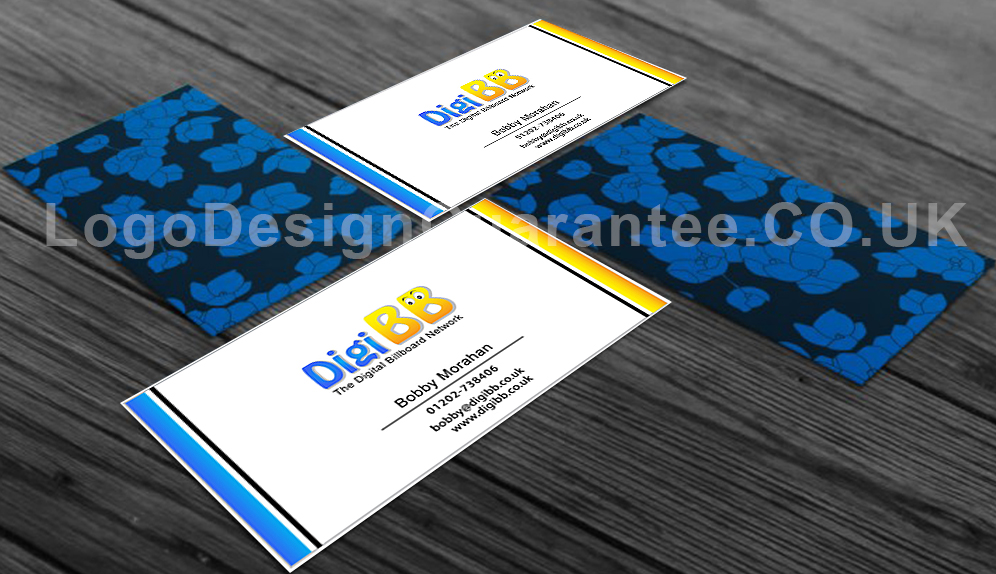 DigiBB
The Digital Billboard Network
Bobby Morahan
01202-738406
bobby@digibb.co.uk
www.digibb.co.uk
LogoDesignGuarantee.CO.UK
DigiBB
The Digital Billboard Network
Bobby Morahan
01202-738406
bobby@digibb.co.uk
www.digibb.co.uk